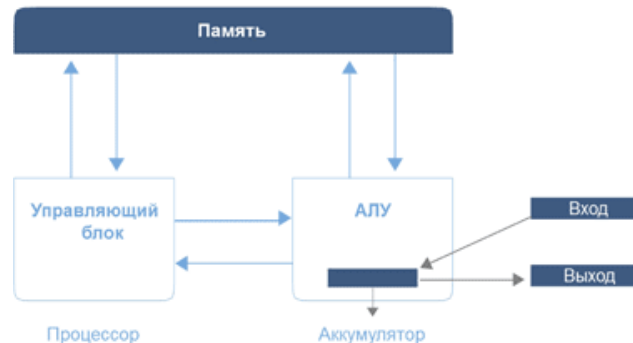 Память
Управляющий
блок
АЛУ
Вход
Выход
Процессор
Аккумулятор